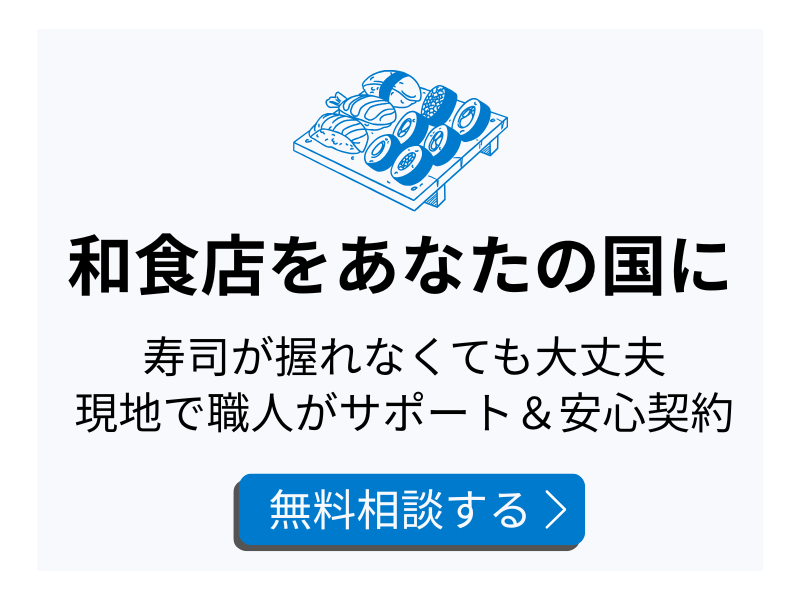 和食店をあなたの国に
寿司が握れなくても大丈夫
現地で職人がサポート＆安心契約
無料相談する